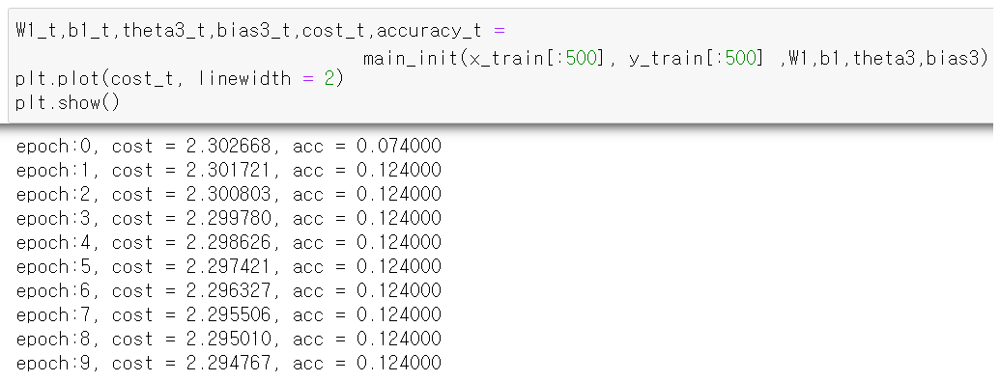 W1_t,b1_t,theta3_t,bias3_t,cost_t,accuracy_t =
main_init(x_train[:500], y_train[:500] ,W1,b1,theta3,bias3)
plt.plot(cost_t, linewidth = 2)
plt.show()
epoch:0, cost = 2.302668, acc = 0.074000
epoch:1, cost = 2.301721, acc = 0.124000
epoch:2, cost = 2.300803, acc = 0.124000
epoch:3, cost = 2.299780, acc = 0.124000
epoch:4, cost = 2.298626, acc = 0.124000
epoch:5, cost = 2.297421, acc = 0.124000
epoch:6, cost = 2.296327, acc = 0.124000
epoch:7, cost = 2.295506, acc = 0.124000
epoch:8, cost = 2.295010, acc = 0.124000
epoch:9, cost = 2.294767, acc = 0.124000